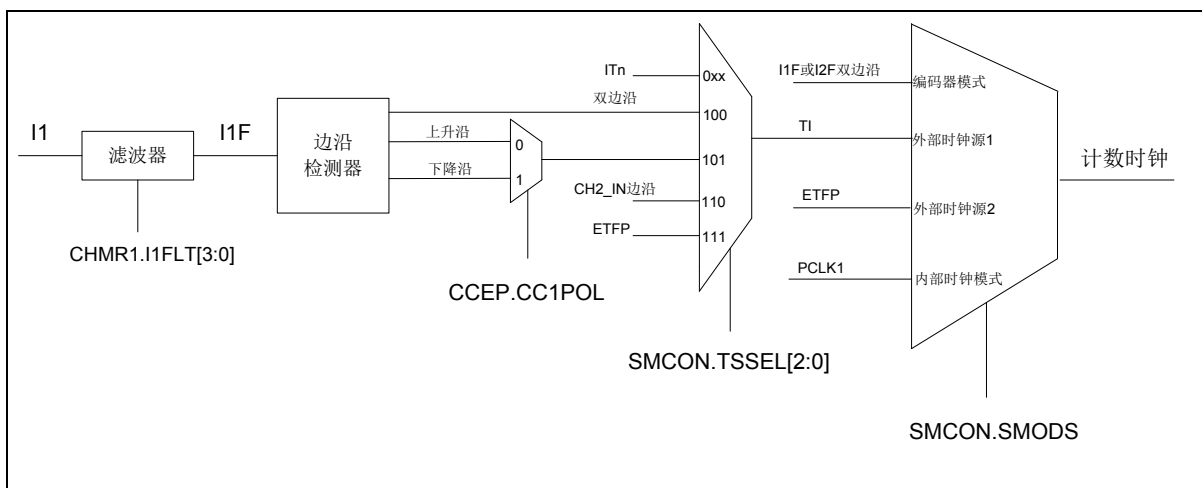 I1
滤波器
I1F
CHMR1.I1FLT[3:0]
边沿
检测器
双边沿
上升沿
下降沿
0
1
CCEP.CC1POL
ITn
CH2_IN边沿
ETFP
0xx
100
101
110
111
SMCON.TSSEL[2:0]
I1F或I2F双边沿
TI
ETFP
PCLK1
编码器模式
外部时钟源1
外部时钟源2
内部时钟模式
SMCON.SMODS
计数时钟